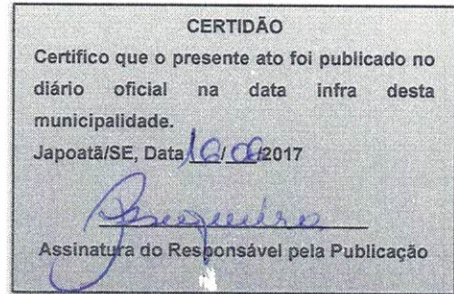 CERTIDÃO
Certifico que o presente ato foi publicado no
diário oficial na data infra desta
municipalidade.
Japoatã/SE, Data / /2017
Assinatura do Responsável pela Publicação